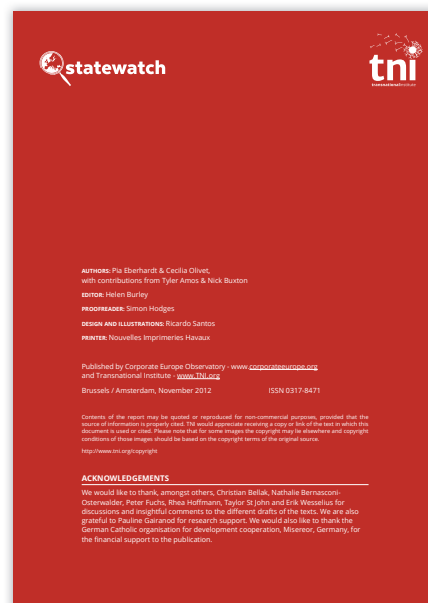 statewatch
tni
transnationalinstitute
AUTHORS: Pia Eberhardt & Cecilia Olivet,
with contributions from Tyler Amos & Nick Buxton
EDITOR: Helen Burley
PROOFREADER: Simon Hodges
DESIGN AND ILLUSTRATIONS: Ricardo Santos
PRINTER: Nouvelles Imprimeries Havaux
Published by Corporate Europe Observatory - www.corporateeurope.org
and Transnational Institute - www.TNI.org
Brussels / Amsterdam, November 2012 ISSN 0317-8471
Contents of the report may be quoted or reproduced for non-commercial purposes, provided that the
source of information is properly cited. TNI would appreciate receiving a copy or link of the text in which this
document is used or cited. Please note that for some images the copyright may lie elsewhere and copyright
conditions of those images should be based on the copyright terms of the original source.
http://www.tni.org/copyright
ACKNOWLEDGEMENTS
We would like to thank, amongst others, Christian Bellak, Nathalie Bernasconi-
Osterwalder, Peter Fuchs, Rhea Hoffmann, Taylor St John and Erik Wesselius for
discussions and insightful comments to the different drafts of the texts. We are also
grateful to Pauline Gairanod for research support. We would also like to thank the
German Catholic organisation for development cooperation, Misereor, Germany, for
the financial support to the publication.